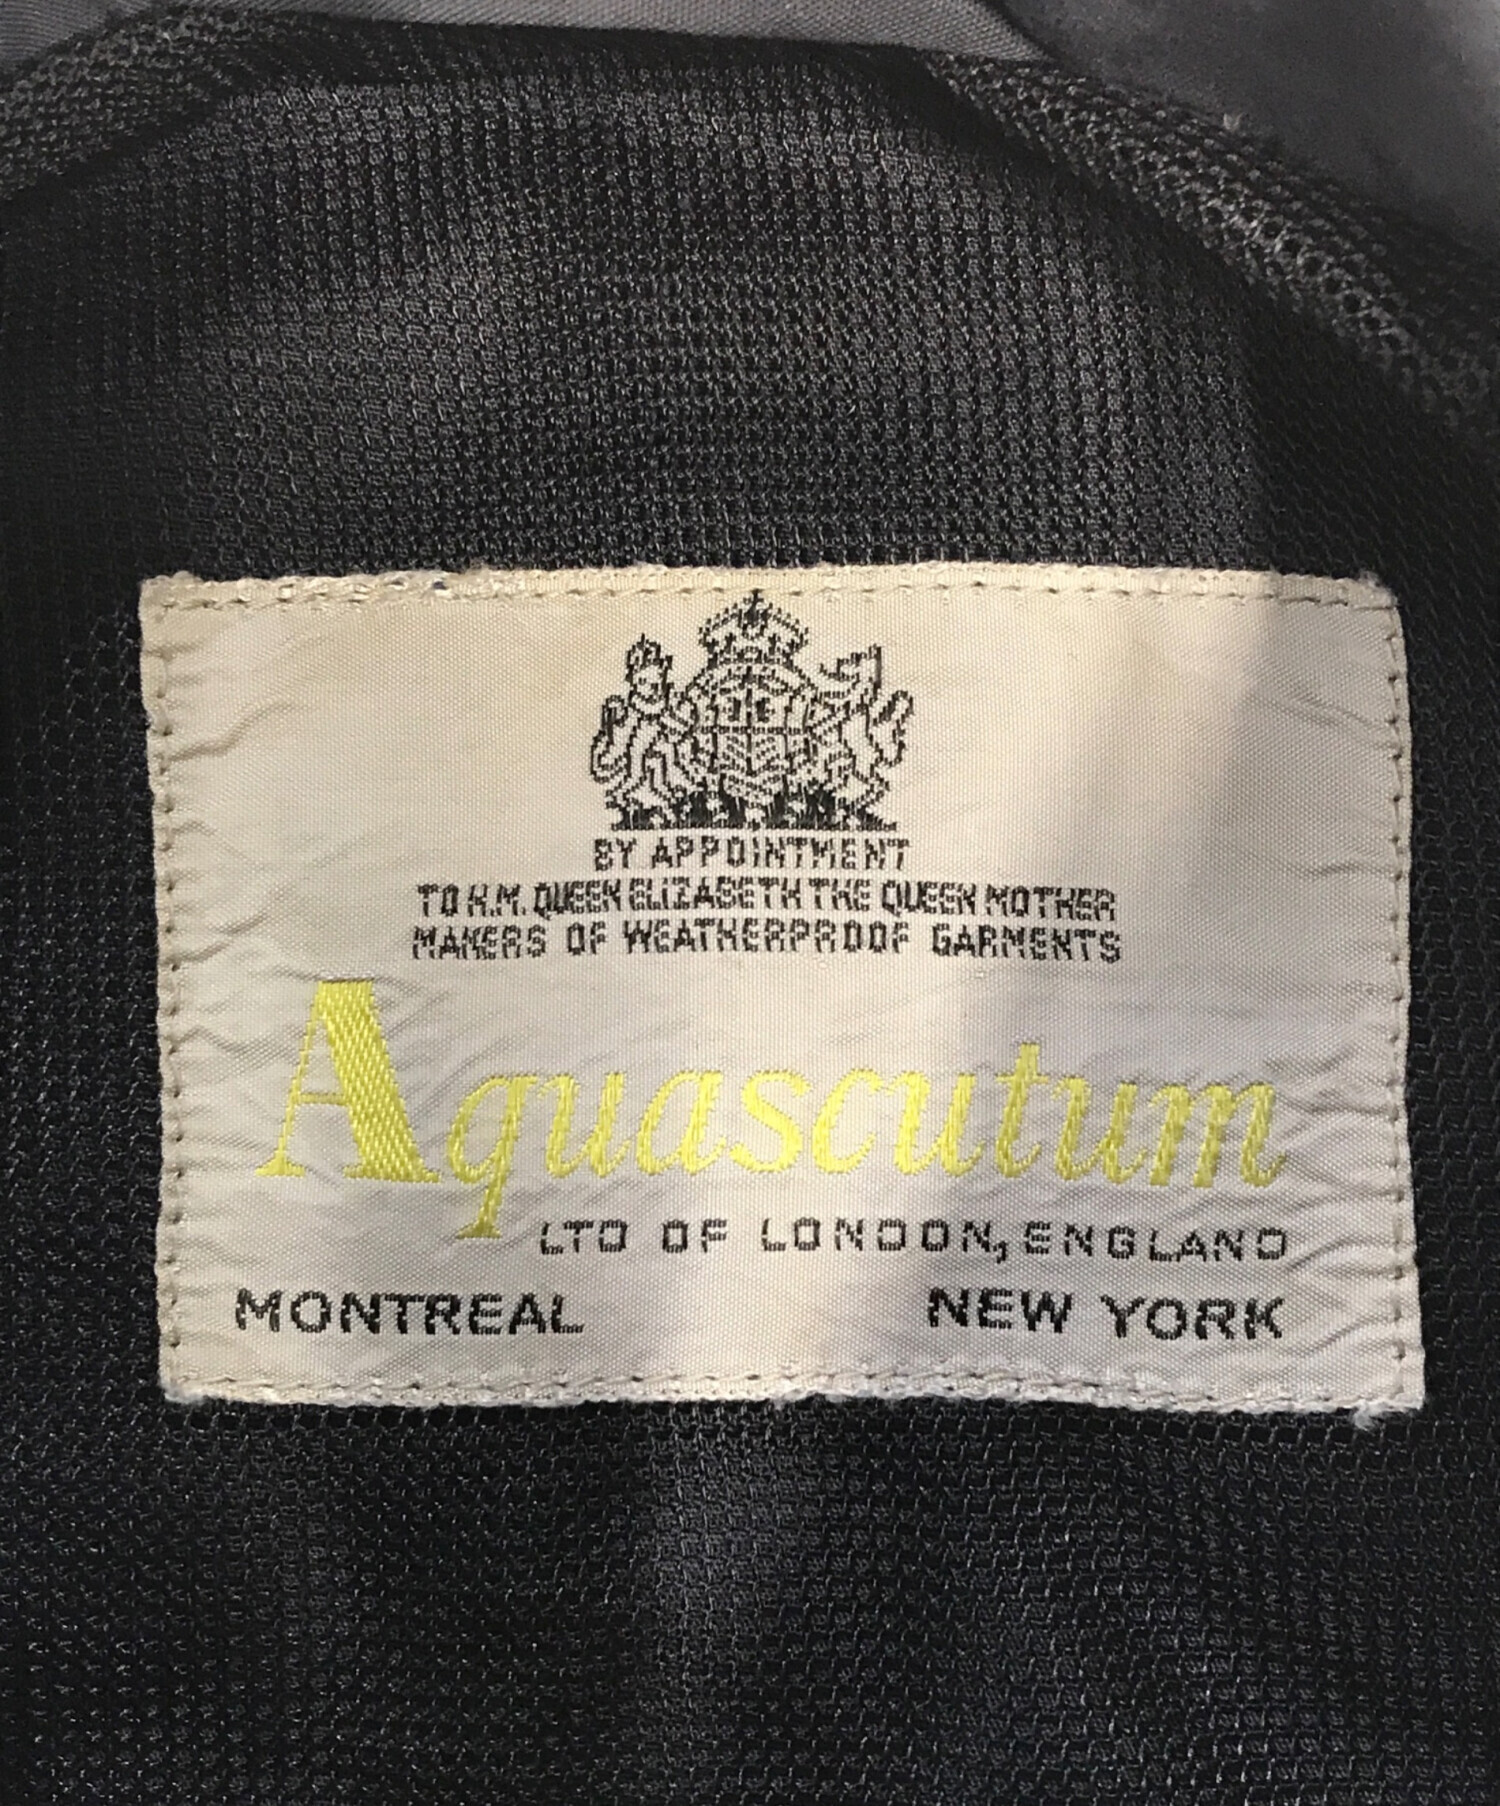 BY APPOINTMENT
TO H.M. QUEEN ELIZABETH THE QUEEN MOTHER
MAKERS OF WEATHERPROOF GARMENTS
Aquascutum
LTD OF LONDON, ENGLAND
MONTREAL NEW YORK